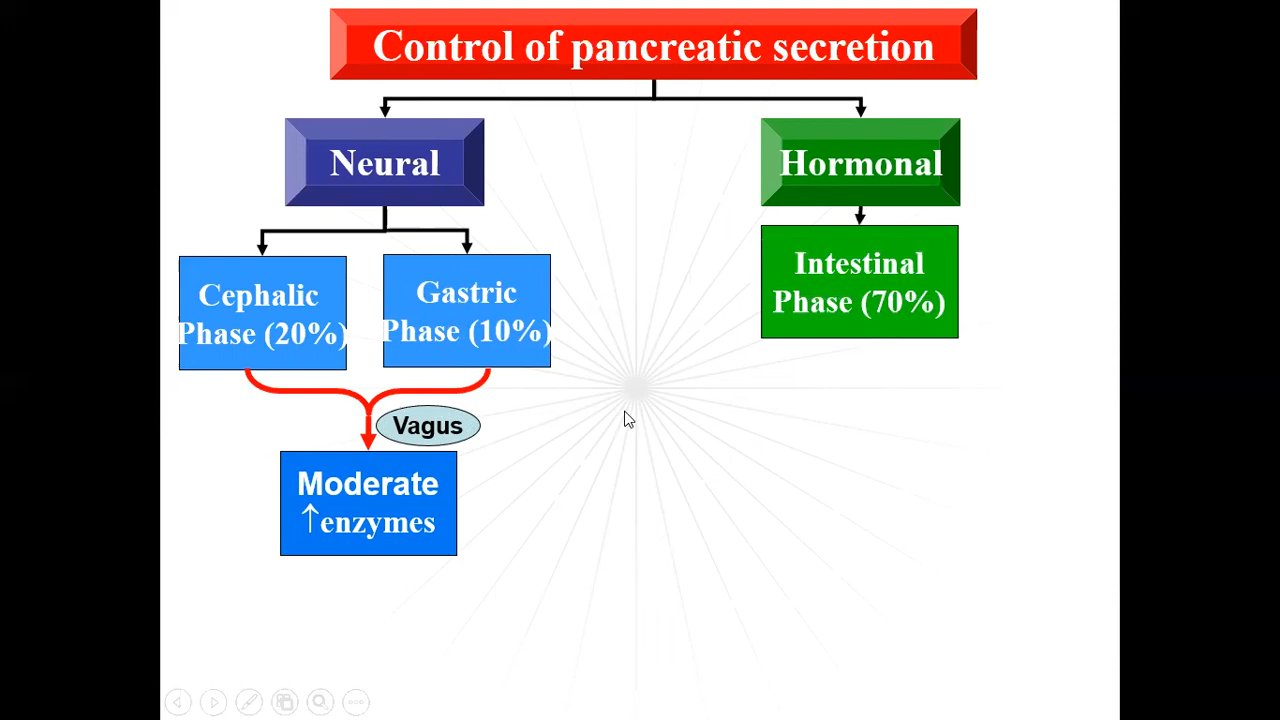 Control of pancreatic secretion
Neural
Hormonal
Cephalic
Phase (20%)
Gastric
Phase (10%)
Intestinal
Phase (70%)
Vagus
Moderate
↑enzymes